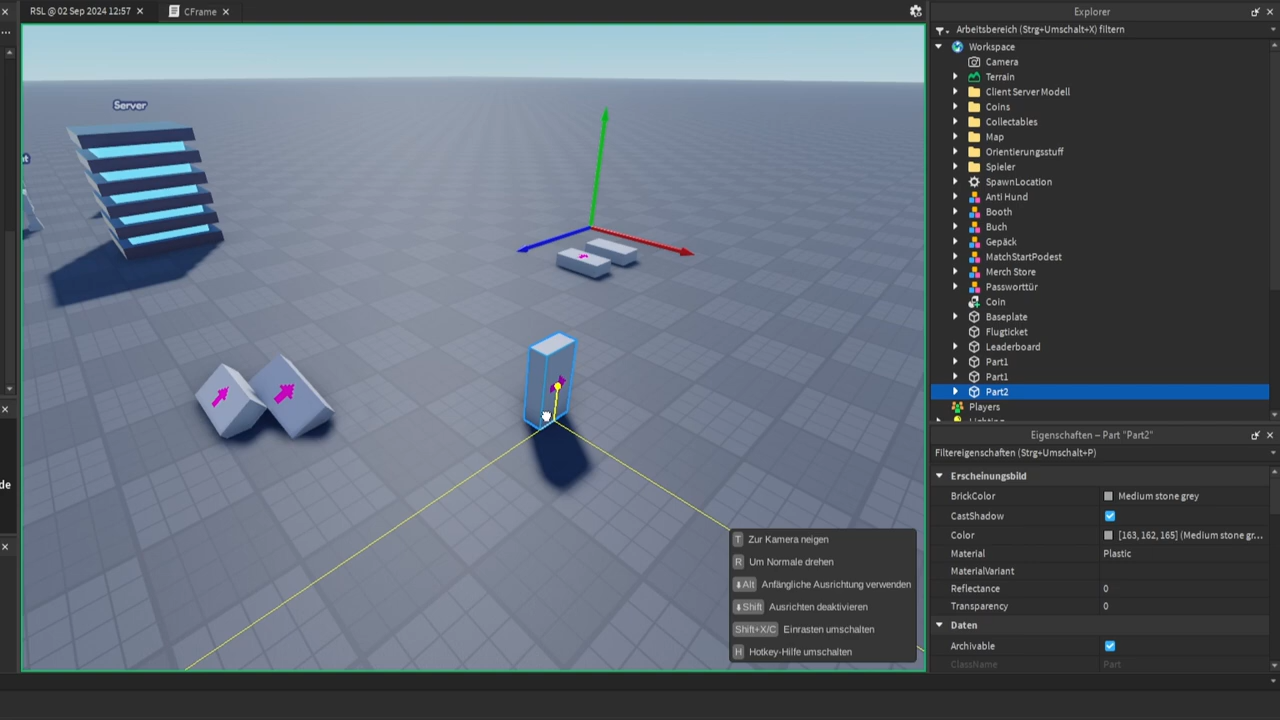 RSL @ 02 Sep 2024 12:57
CFrame
Server
T Zur Kamera neigen
R Um Normale drehen
Alt Anfängliche Ausrichtung verwenden
Shift Ausrichten deaktivieren
Shift+X/C Einrasten umschalten
H Hotkey-Hilfe umschalten
de
Explorer
Arbeitsbereich (Strg+Umschalt+X) filtern
Workspace
Camera
Terrain
Client Server Modell
Coins
Collectables
Map
Orientierungsstuff
Spieler
SpawnLocation
Anti Hund
Booth
Buch
Gepäck
MatchStartPodest
Merch Store
Passworttür
Coin
Baseplate
Flugticket
Leaderboard
Part1
Part1
Part2
Players
Eigenschaften – Part "Part2"
Filtereigenschaften (Strg+Umschalt+P)
Erscheinungsbild
BrickColor Medium stone grey
CastShadow
Color [163, 162, 165] (Medium stone gr...
Material Plastic
MaterialVariant
Reflectance 0
Transparency 0
Daten
Archivable
ClassName Part